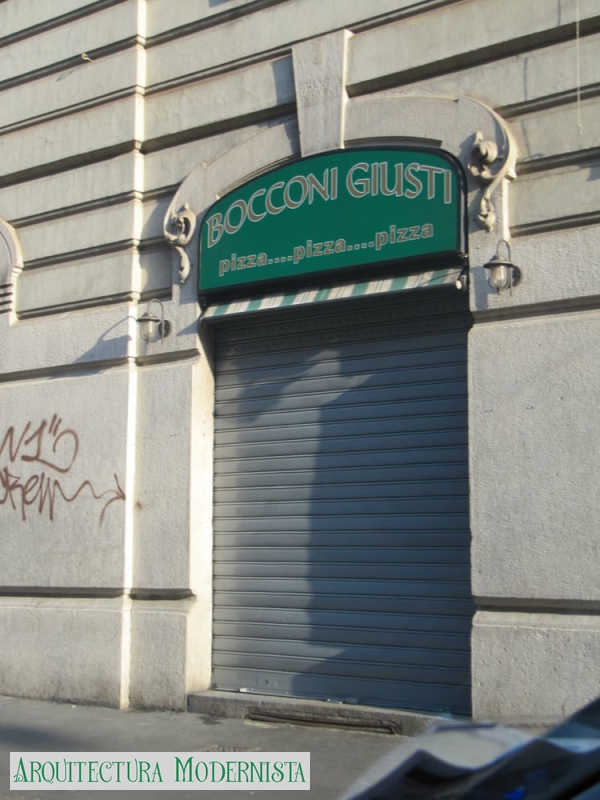 BOCCONI GIUSTI
pizza....pizza....pizza
ARQUITECTURA MODERNISTA